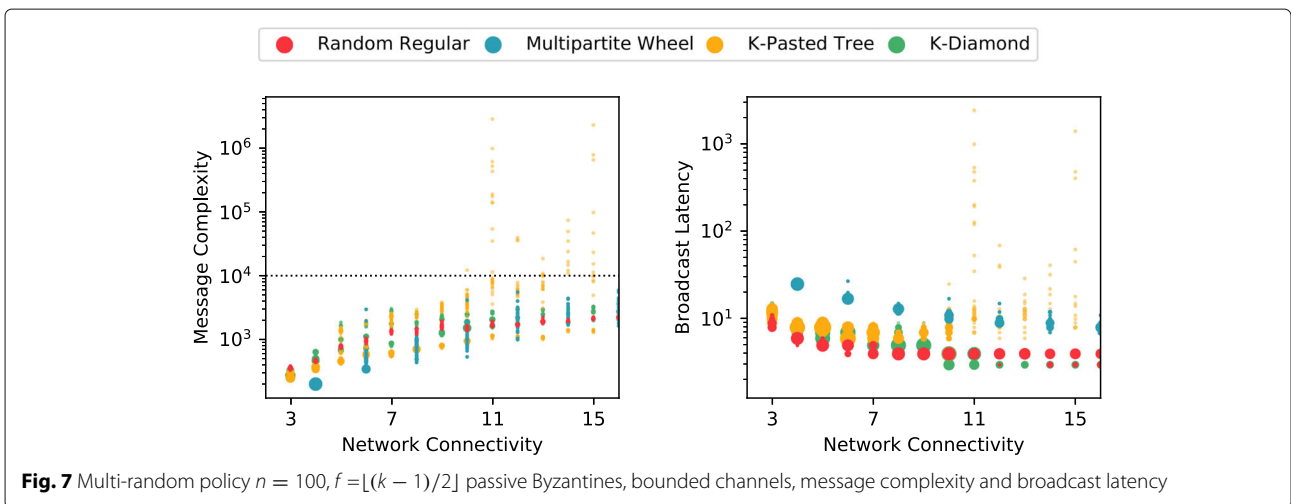 Random Regular Multipartite Wheel K-Pasted Tree K-Diamond
Message Complexity
10^6
10^5
10^4
10^3
3 7 11 15
Network Connectivity
Broadcast Latency
10^3
10^2
10^1
3 7 11 15
Network Connectivity
Fig. 7 Multi-random policy n = 100, f =⌊(k − 1)/2⌋ passive Byzantines, bounded channels, message complexity and broadcast latency